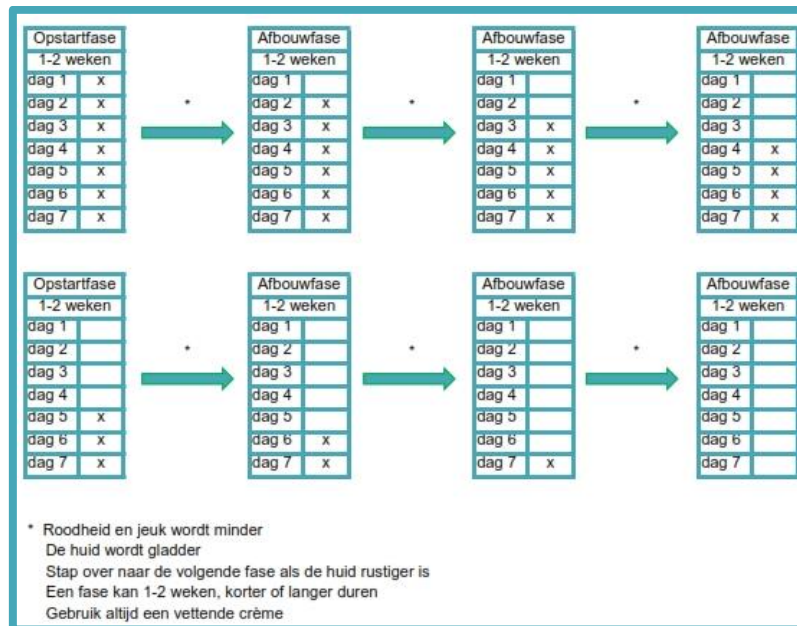 Opstartfase
1-2 weken
dag 1 x
dag 2 x
dag 3 x
dag 4 x
dag 5 x
dag 6 x
dag 7 x
*
Afbouwfase
1-2 weken
dag 1
dag 2 x
dag 3 x
dag 4 x
dag 5 x
dag 6 x
dag 7 x
*
Afbouwfase
1-2 weken
dag 1
dag 2
dag 3 x
dag 4 x
dag 5 x
dag 6 x
dag 7 x
*
Afbouwfase
1-2 weken
dag 1
dag 2
dag 3
dag 4 x
dag 5 x
dag 6 x
dag 7 x
Opstartfase
1-2 weken
dag 1
dag 2
dag 3
dag 4
dag 5 x
dag 6 x
dag 7 x
*
Afbouwfase
1-2 weken
dag 1
dag 2
dag 3
dag 4
dag 5
dag 6 x
dag 7 x
*
Afbouwfase
1-2 weken
dag 1
dag 2
dag 3
dag 4
dag 5
dag 6
dag 7 x
*
Afbouwfase
1-2 weken
dag 1
dag 2
dag 3
dag 4
dag 5
dag 6
dag 7
* Roodheid en jeuk wordt minder
De huid wordt gladder
Stap over naar de volgende fase als de huid rustiger is
Een fase kan 1-2 weken, korter of langer duren
Gebruik altijd een vettende crème